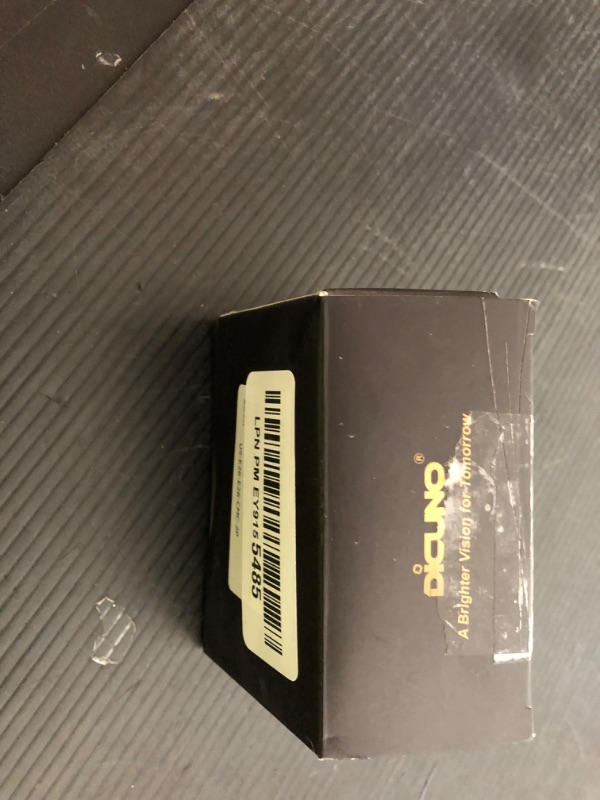 DiCUNO®
A Brighter Vision for Tomorrow
LPN PM EY915 5485